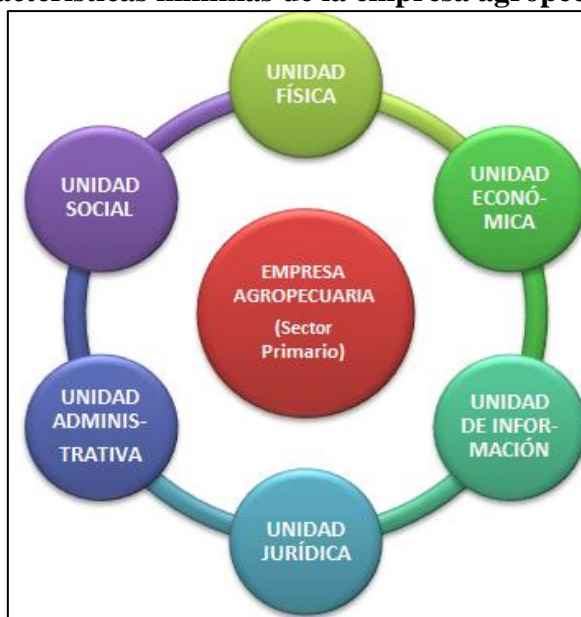 acterísticas mínimas de la empresa agropec
UNIDAD
FÍSICA
UNIDAD
ECONÓ-
MICA
UNIDAD
DE INFOR-
MACIÓN
UNIDAD
JURÍDICA
UNIDAD
ADMINIS-
TRATIVA
UNIDAD
SOCIAL
EMPRESA
AGROPECUARIA
(Sector
Primario)